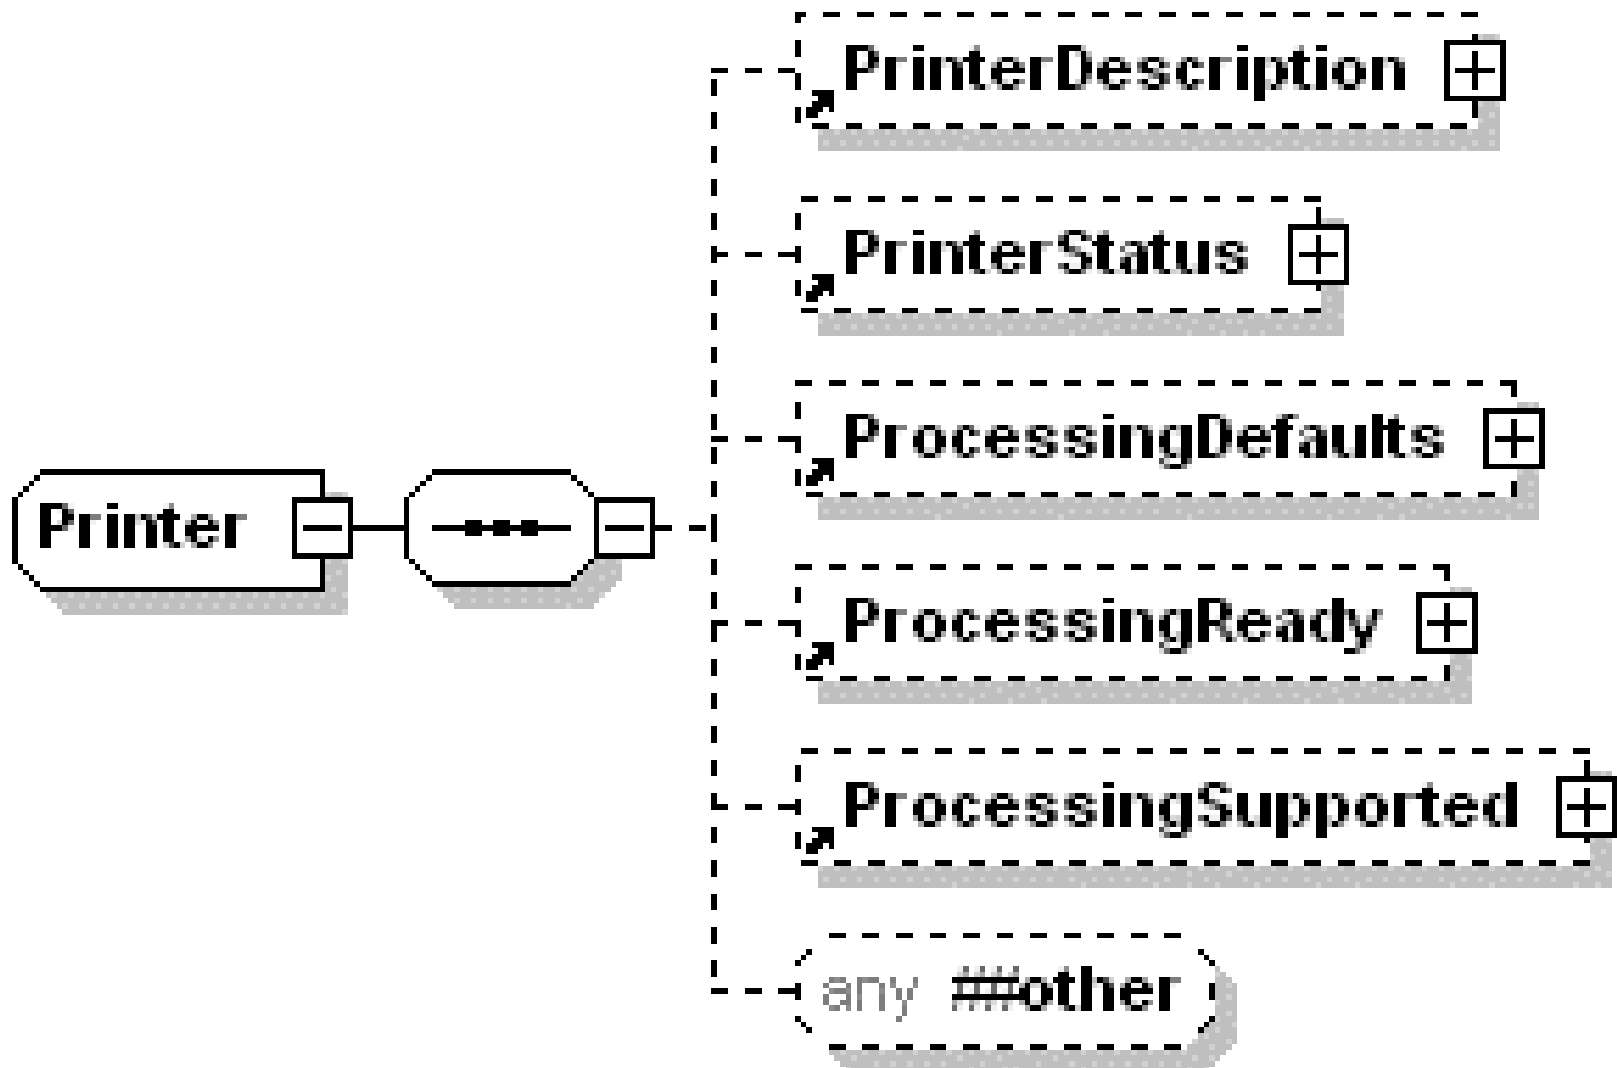 PrinterDescription
PrinterStatus
ProcessingDefaults
Printer
ProcessingReady
ProcessingSupported
any ##other